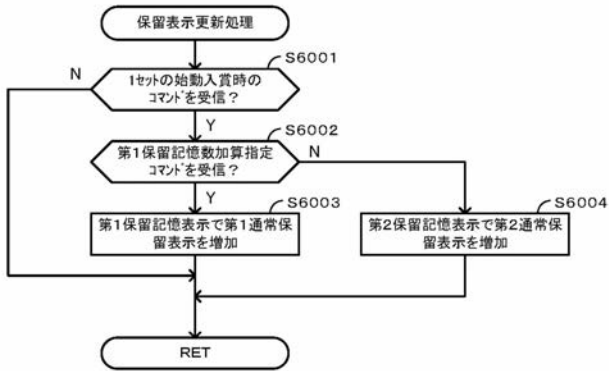 保留表示更新処理
S6001
N
1セットの始動入賞時の
コマンドを受信？
Y
S6002
第1保留記憶数加算指定
コマンドを受信？
N
Y
S6003
S6004
第1保留記憶表示で第1通常保
留表示を増加
第2保留記憶表示で第2通常保
留表示を増加
RET